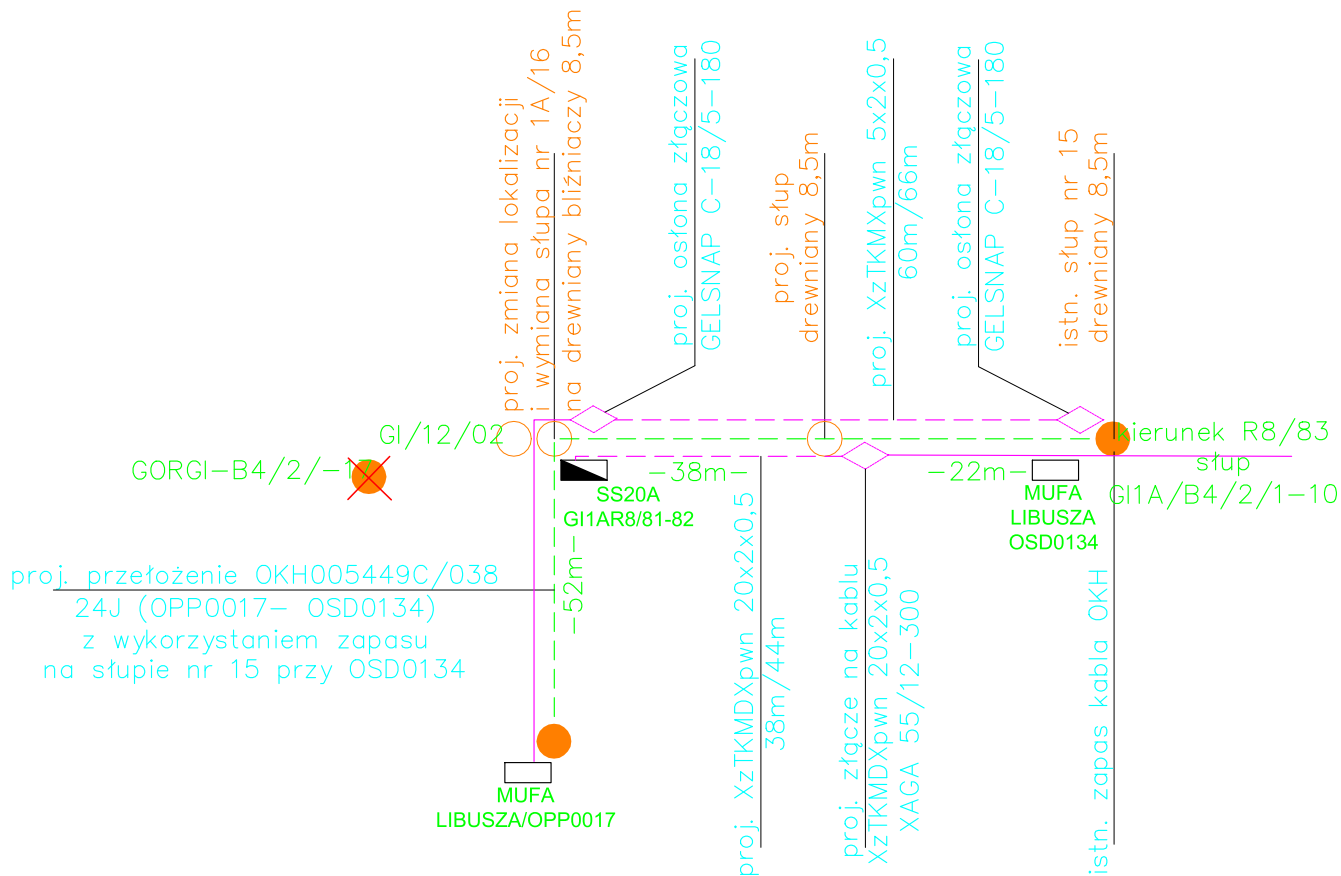 proj. zmiana lokalizacji
i wymiana słupa nr 1A/16
na drewniany bliźniaczy 8,5m
proj. osłona złączowa
GELSNAP C-18/5-180
proj. słup
drewniany 8,5m
proj. XzTKMXpwn 5x2x0,5
60m/66m
proj. osłona złączowa
GELSNAP C-18/5-180
istn. słup nr 15
drewniany 8,5m
GI/12/02
GORGI-B4/2/-17
kierunek R8/83
słup
GI1A/B4/2/1-10
-38m-
-22m-
SS20A
GI1AR8/81-82
MUFA
LIBUSZA
OSD0134
-52m-
proj. przełożenie OKH005449C/038
24J (OPP0017- OSD0134)
z wykorzystaniem zapasu
na słupie nr 15 przy OSD0134
proj. XzTKMDXpwn 20x2x0,5
38m/44m
proj. złącze na kablu
XzTKMDXpwn 20x2x0,5
XAGA 55/12-300
istn. zapas kabla OKH
MUFA
LIBUSZA/OPP0017